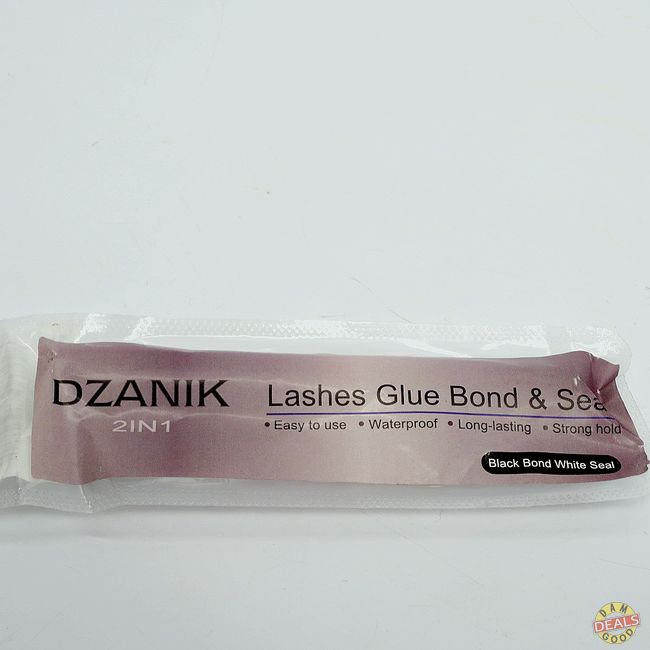 DZANIK
2IN1
Lashes Glue Bond & Sea
• Easy to use • Waterproof • Long-lasting • Strong hold
Black Bond White Seal
DAM
DEALS
GOOD